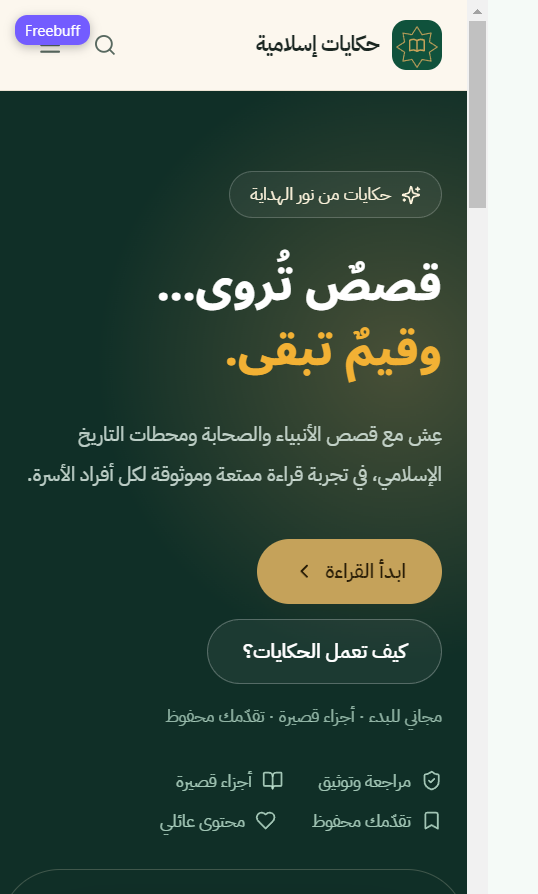 Freebuff
حكايات إسلامية
حكايات من نور الهداية
قصصٌ تُروى...
وقيمٌ تبقى.
عِش مع قصص الأنبياء والصحابة ومحطات التاريخ
الإسلامي، في تجربة قراءة ممتعة وموثوقة لكل أفراد الأسرة.
ابدأ القراءة
كيف تعمل الحكايات؟
مجاني للبدء · أجزاء قصيرة · تقدّمك محفوظ
مراجعة وتوثيق
أجزاء قصيرة
تقدّمك محفوظ
محتوى عائلي